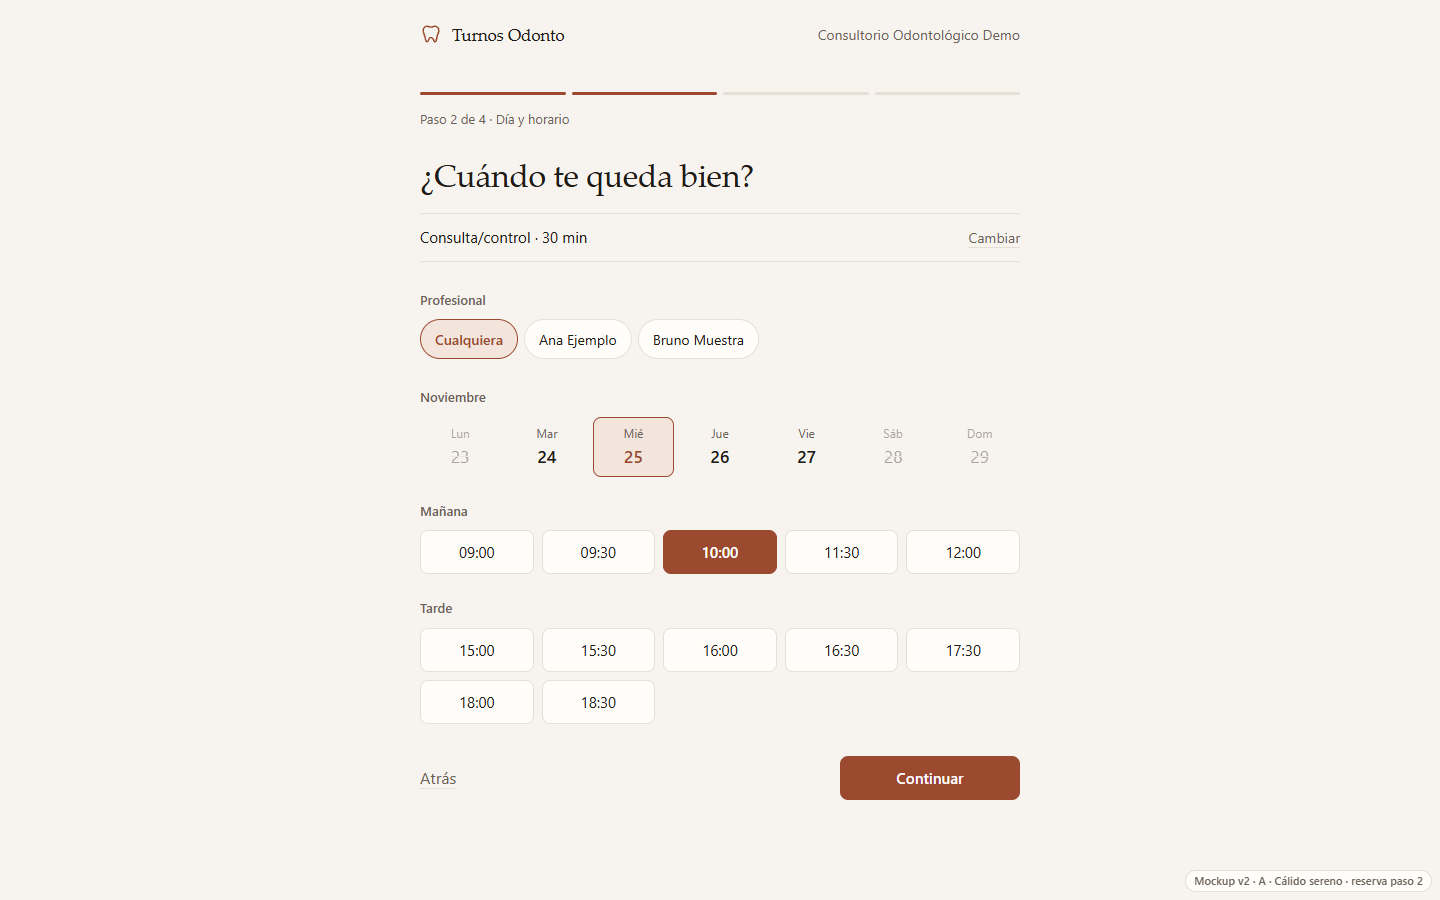 Turnos Odonto
Consultorio Odontológico Demo
Paso 2 de 4 · Día y horario
¿Cuándo te queda bien?
Consulta/control · 30 min
Cambiar
Profesional
Cualquiera
Ana Ejemplo
Bruno Muestra
Noviembre
Lun Mar Mié Jue Vie Sáb Dom
23 24 25 26 27 28 29
Mañana
09:00 09:30 10:00 11:30 12:00
Tarde
15:00 15:30 16:00 16:30 17:30
18:00 18:30
Atrás
Continuar
Mockup v2 · A · Cálido sereno · reserva paso 2